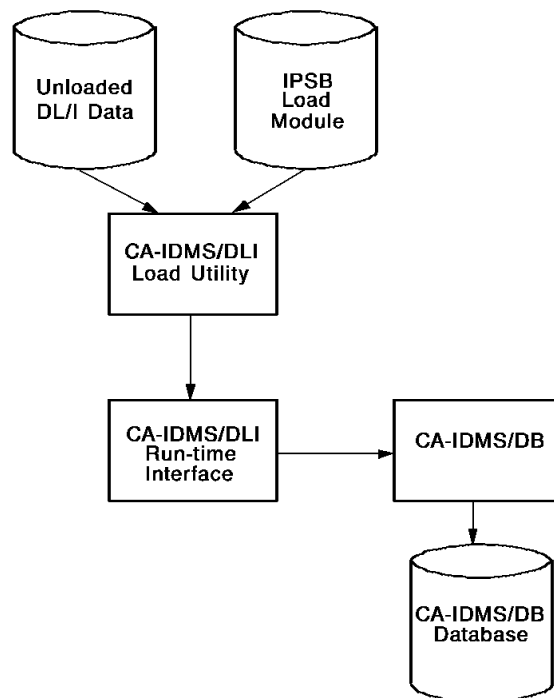 Unloaded
DL/I Data
IPSB
Load
Module
CA-IDMS/DLI
Load Utility
CA-IDMS/DLI
Run-time
Interface
CA-IDMS/DB
CA-IDMS/DB
Database